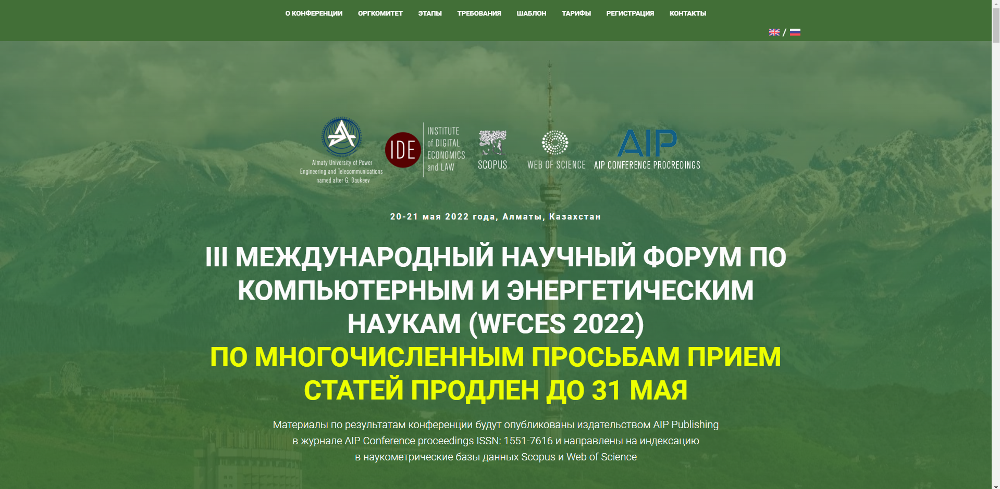 О КОНФЕРЕНЦИИ ОРГКОМИТЕТ ЭТАПЫ ТРЕБОВАНИЯ ШАБЛОН ТАРИФЫ РЕГИСТРАЦИЯ КОНТАКТЫ
/
Almaty University of Power
Engineering and Telecommunications
named after G. Daukeev
IDE
INSTITUTE
of DIGITAL
ECONOMICS
and LAW
SCOPUS
WEB OF SCIENCE
AIP
AIP CONFERENCE PROCREDINGS
20-21 мая 2022 года, Алматы, Казахстан
III МЕЖДУНАРОДНЫЙ НАУЧНЫЙ ФОРУМ ПО
КОМПЬЮТЕРНЫМ И ЭНЕРГЕТИЧЕСКИМ
НАУКАМ (WFCES 2022)
ПО МНОГОЧИСЛЕННЫМ ПРОСЬБАМ ПРИЕМ
СТАТЕЙ ПРОДЛЕН ДО 31 МАЯ
Материалы по результатам конференции будут опубликованы издательством AIP Publishing
в журнале AIP Conference proceedings ISSN: 1551-7616 и направлены на индексацию
в наукометрические базы данных Scopus и Web of Science